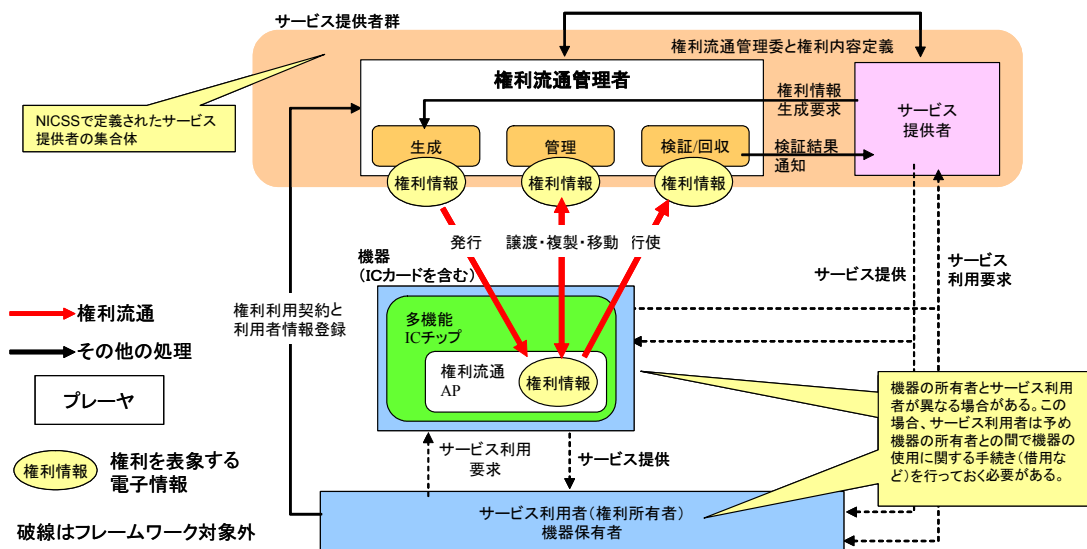 サービス提供者群
権利流通管理委と権利内容定義
権利流通管理者
権利情報
生成要求
サービス
提供者
NICSSで定義されたサービス
提供者の集合体
生成
管理
検証/回収
検証結果
通知
権利情報
権利情報
権利情報
発行
譲渡・複製・移動
行使
機器
(ICカードを含む)
サービス提供
サービス
利用要求
権利利用契約と
利用者情報登録
多機能
ICチップ
権利流通
AP
権利情報
権利流通
その他の処理
プレーヤ
権利情報
権利を表象する
電子情報
破線はフレームワーク対象外
機器の所有者とサービス利用
者が異なる場合がある。この
場合、サービス利用者は予め
機器の所有者との間で機器の
使用に関する手続き(借用な
ど)を行っておく必要がある。
サービス利用
要求
サービス提供
サービス利用者(権利所有者)
機器保有者